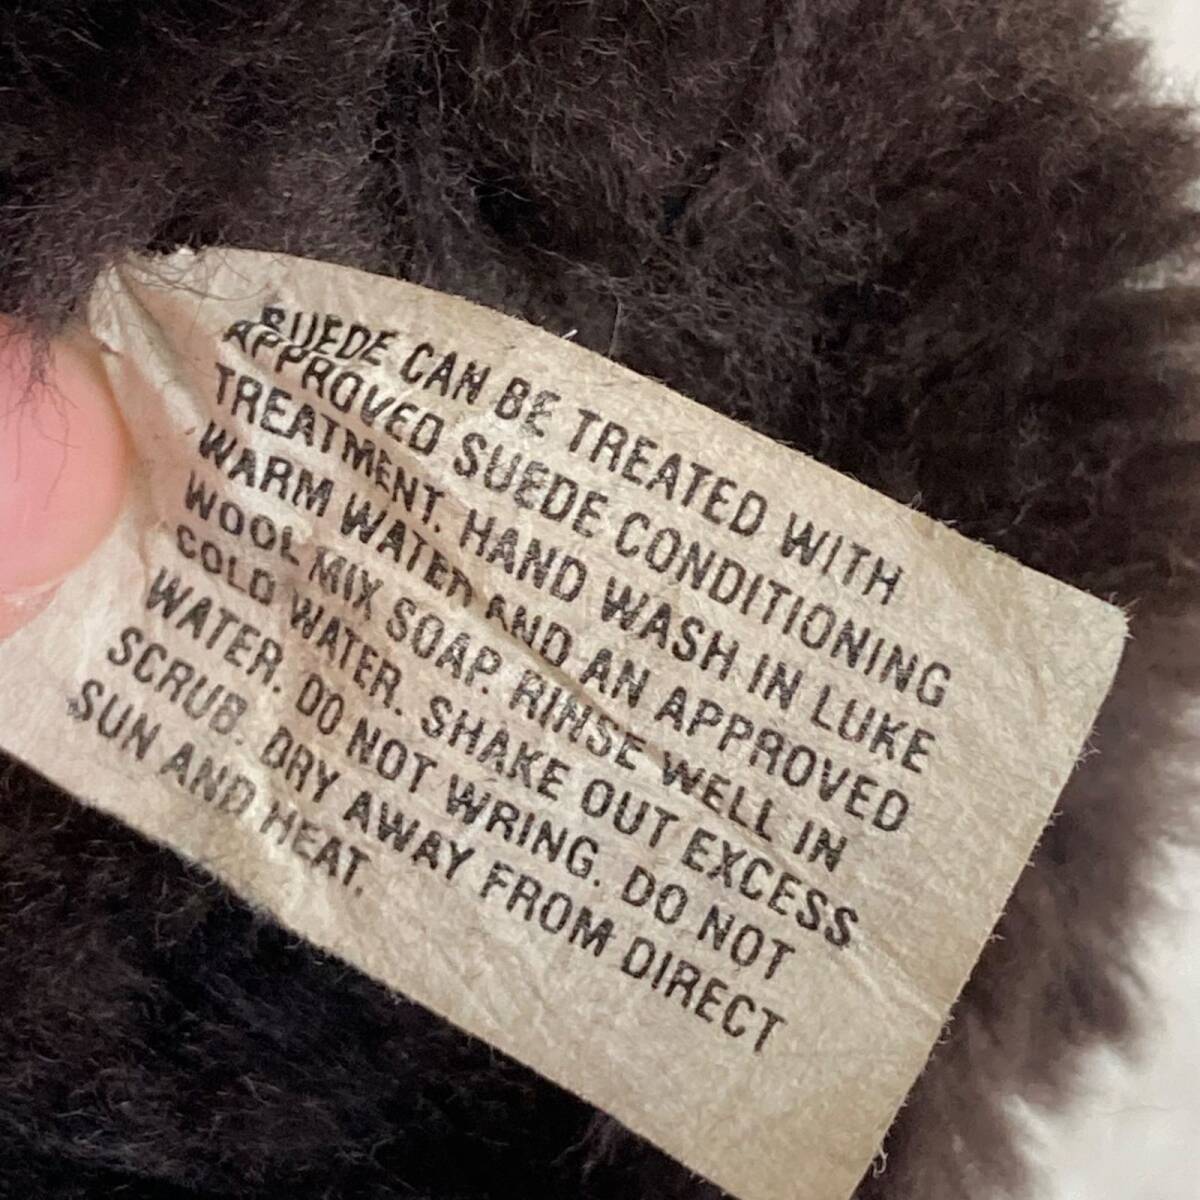 SUEDE CAN BE TREATED WITH
APPROVED SUEDE CONDITIONING
TREATMENT. HAND WASH IN LUKE
WARM WATER AND AN APPROVED
WOOL MIX SOAP. RINSE WELL IN
COLD WATER. SHAKE OUT EXCESS
WATER. DO NOT WRING. DO NOT
SCRUB. DRY AWAY FROM DIRECT
SUN AND HEAT.